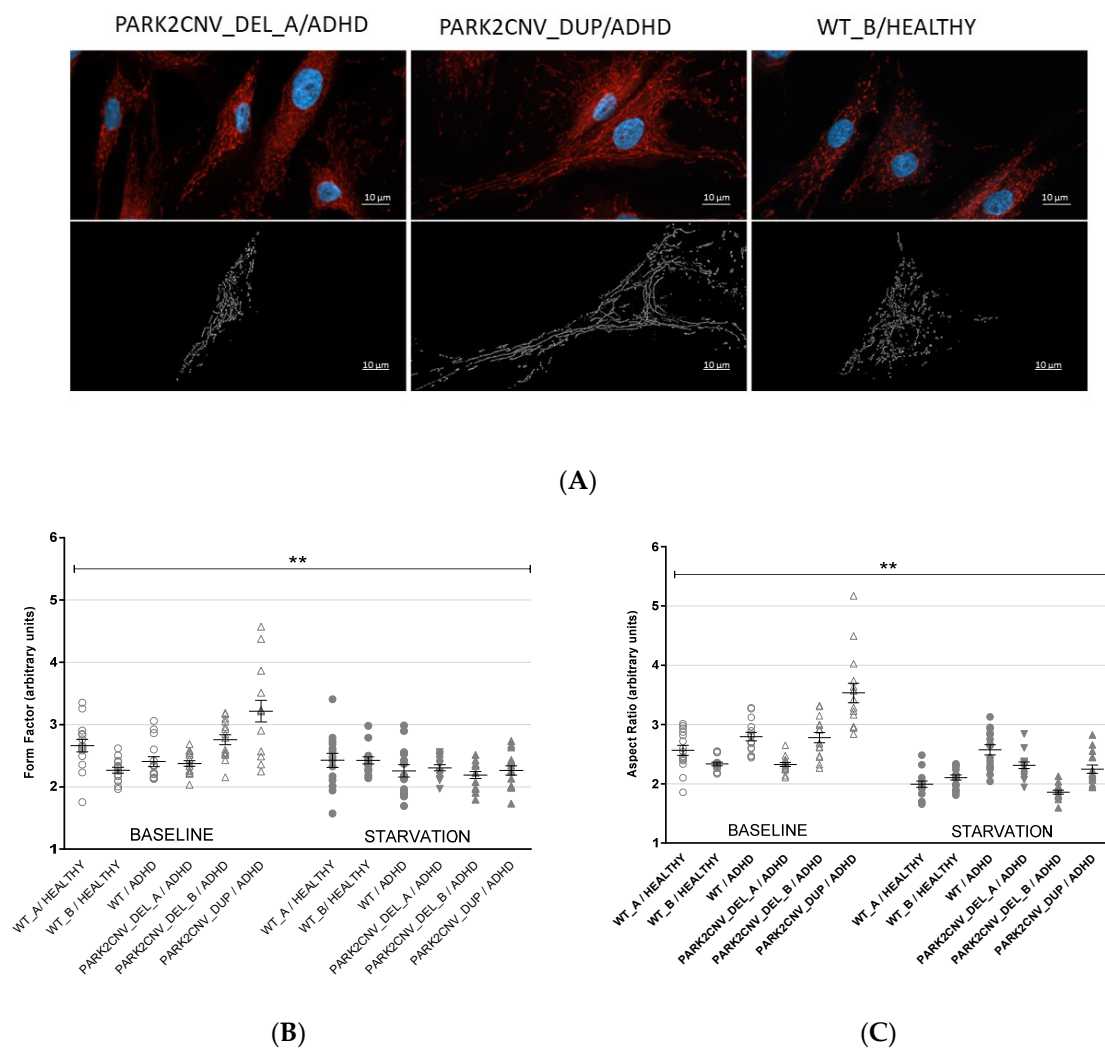 PARK2CNV_DEL_A/ADHD PARK2CNV_DUP/ADHD WT_B/HEALTHY
10 µm 10 µm 10 µm
10 µm 10 µm 10 µm
(A)
6
5
4
3
2
1
Form Factor (arbitrary units)
**
BASELINE STARVATION
WT_A/ HEALTHY
WT_B / HEALTHY
WT / ADHD
PARK2CNV_DEL_A / ADHD
PARK2CNV_DEL_B / ADHD
PARK2CNV_DUP / ADHD
WT_A / HEALTHY
WT_B/ HEALTHY
WT / ADHD
PARK2CNV_DEL_A / ADHD
PARK2CNV_DEL_B / ADHD
PARK2CNV_DUP / ADHD
(B)
6
5
4
3
2
1
Aspect Ratio (arbitrary units)
**
BASELINE STARVATION
WT_A / HEALTHY
WT_B / HEALTHY
WT / ADHD
PARK2CNV_DEL_A / ADHD
PARK2CNV_DEL_B / ADHD
PARK2CNV_DUP / ADHD
WT_A / HEALTHY
WT_B / HEALTHY
WT / ADHD
PARK2CNV_DEL_A / ADHD
PARK2CNV_DEL_B / ADHD
PARK2CNV_DUP / ADHD
(C)